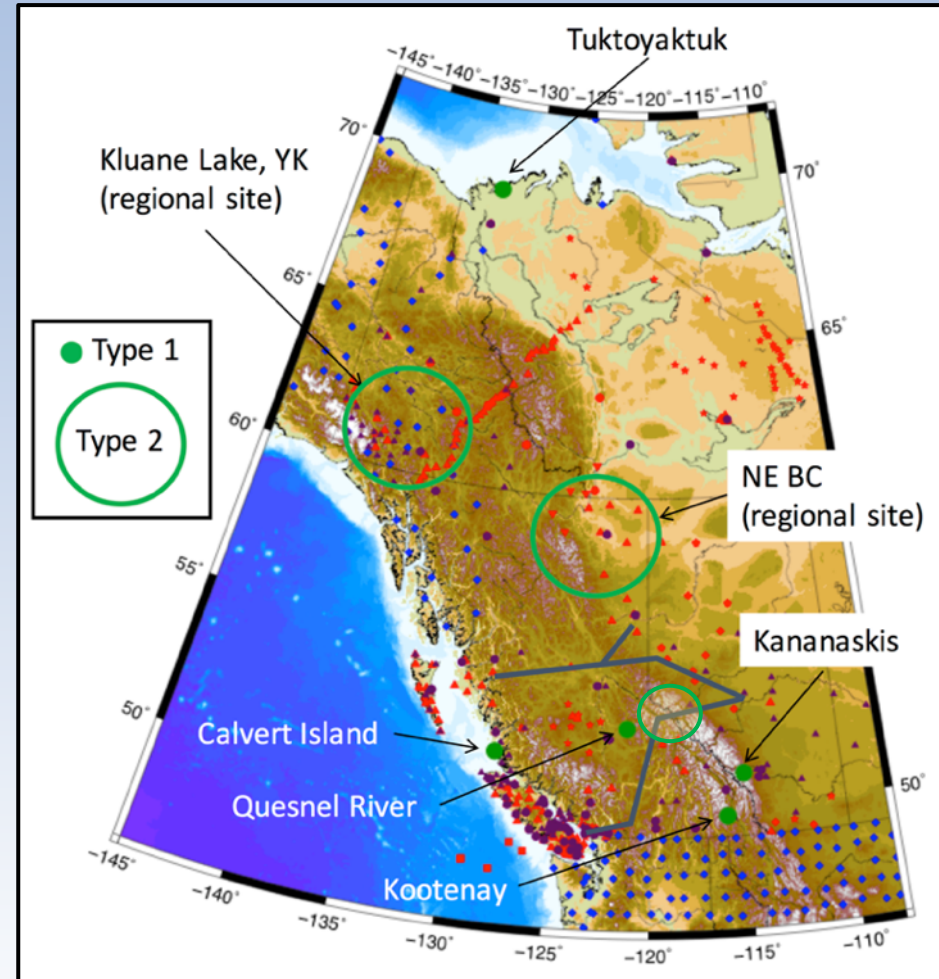 Tuktoyaktuk
−145° −140° −135° −130° −125° −120° −115° −110°
70°
70°
Kluane Lake, YK
(regional site)
65°
65°
Type 1
Type 2
60°
NE BC
(regional site)
55°
Kananaskis
50°
Calvert Island
50°
Quesnel River
Kootenay
−145°
−140°
−135°
−130°
−125°
−120°
−115°
−110°